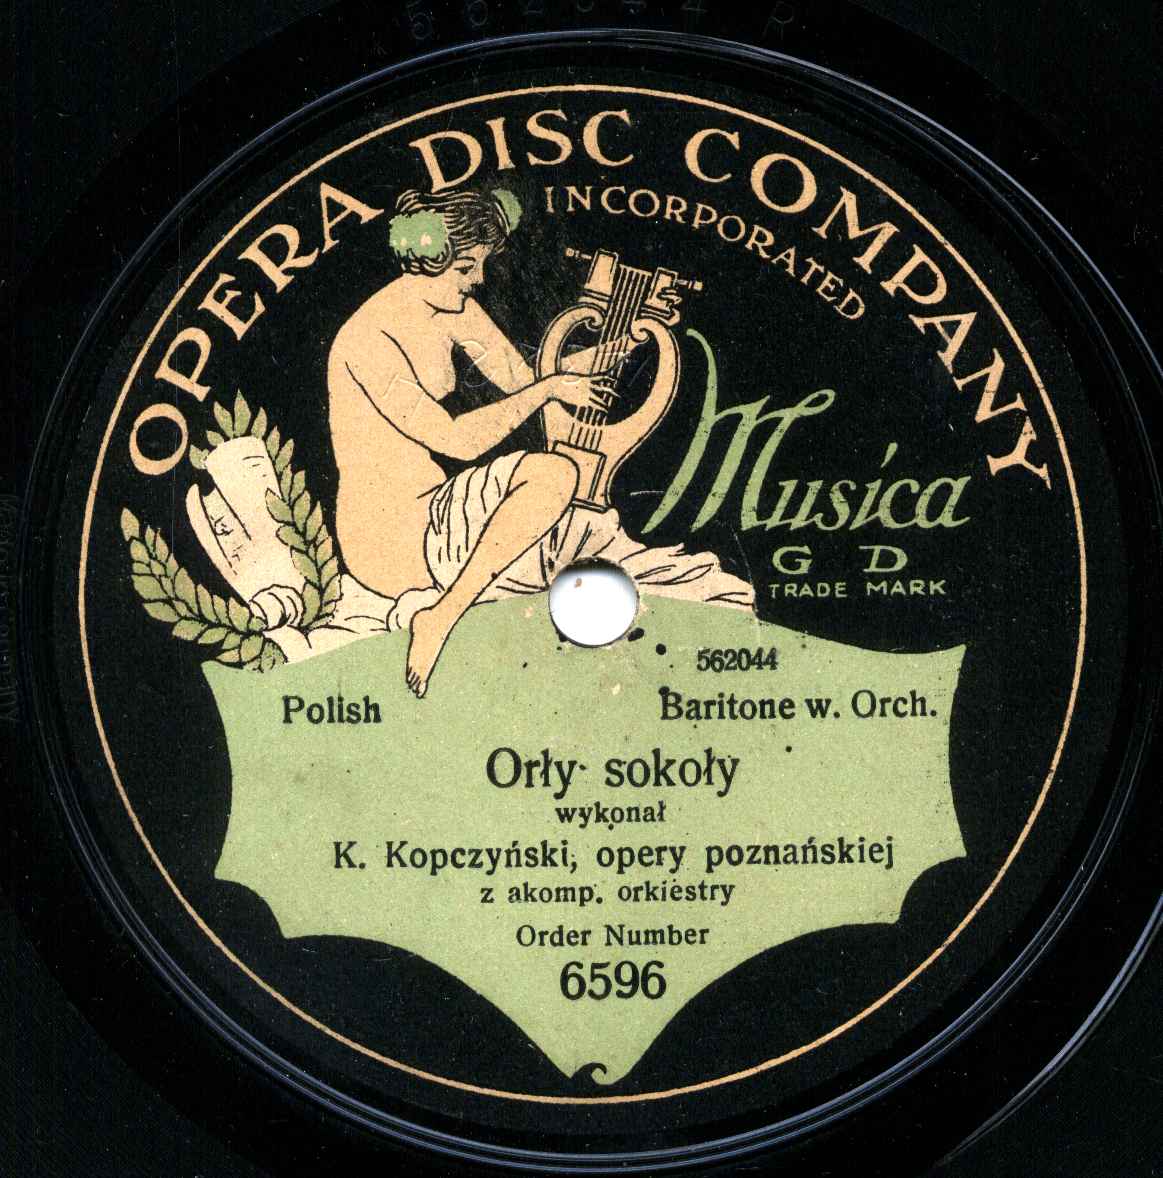 OPERA DISC COMPANY
INCORPORATED
Musica
G D
TRADE MARK
562044
Polish
Baritone w. Orch.
Orły sokoły
wykonał
K. Kopczyński, opery poznańskiej
z akomp. orkiestry
Order Number
6596